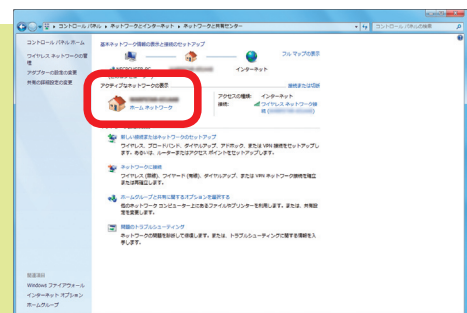 コントロール パネル ▸ ネットワークとインターネット ▸ ネットワークと共有センター
コントロール パネルの検索
コントロール パネル ホーム
ワイヤレス ネットワークの管理
アダプターの設定の変更
共有の詳細設定の変更
基本ネットワーク情報の表示と接続のセットアップ
フル マップの表示
インターネット
アクティブなネットワークの表示
接続または切断
ホーム ネットワーク
アクセスの種類: インターネット
接続: ワイヤレス ネットワーク接続
新しい接続またはネットワークのセットアップ
ワイヤレス、ブロードバンド、ダイヤルアップ、アドホック、または VPN 接続をセットアップします。あるいは、ルーターまたはアクセス ポイントをセットアップします。
ネットワークに接続
ワイヤレス (無線)、ワイヤード (有線)、ダイヤルアップ、または VPN ネットワーク接続を確立または再確立します。
ホームグループと共有に関するオプションを選択する
他のネットワーク コンピューター上にあるファイルやプリンターを利用します。または、共有設定を変更します。
問題のトラブルシューティング
ネットワークの問題を診断して修復します。または、トラブルシューティングに関する情報を入手します。
関連項目
Windows ファイアウォール
インターネット オプション
ホームグループ